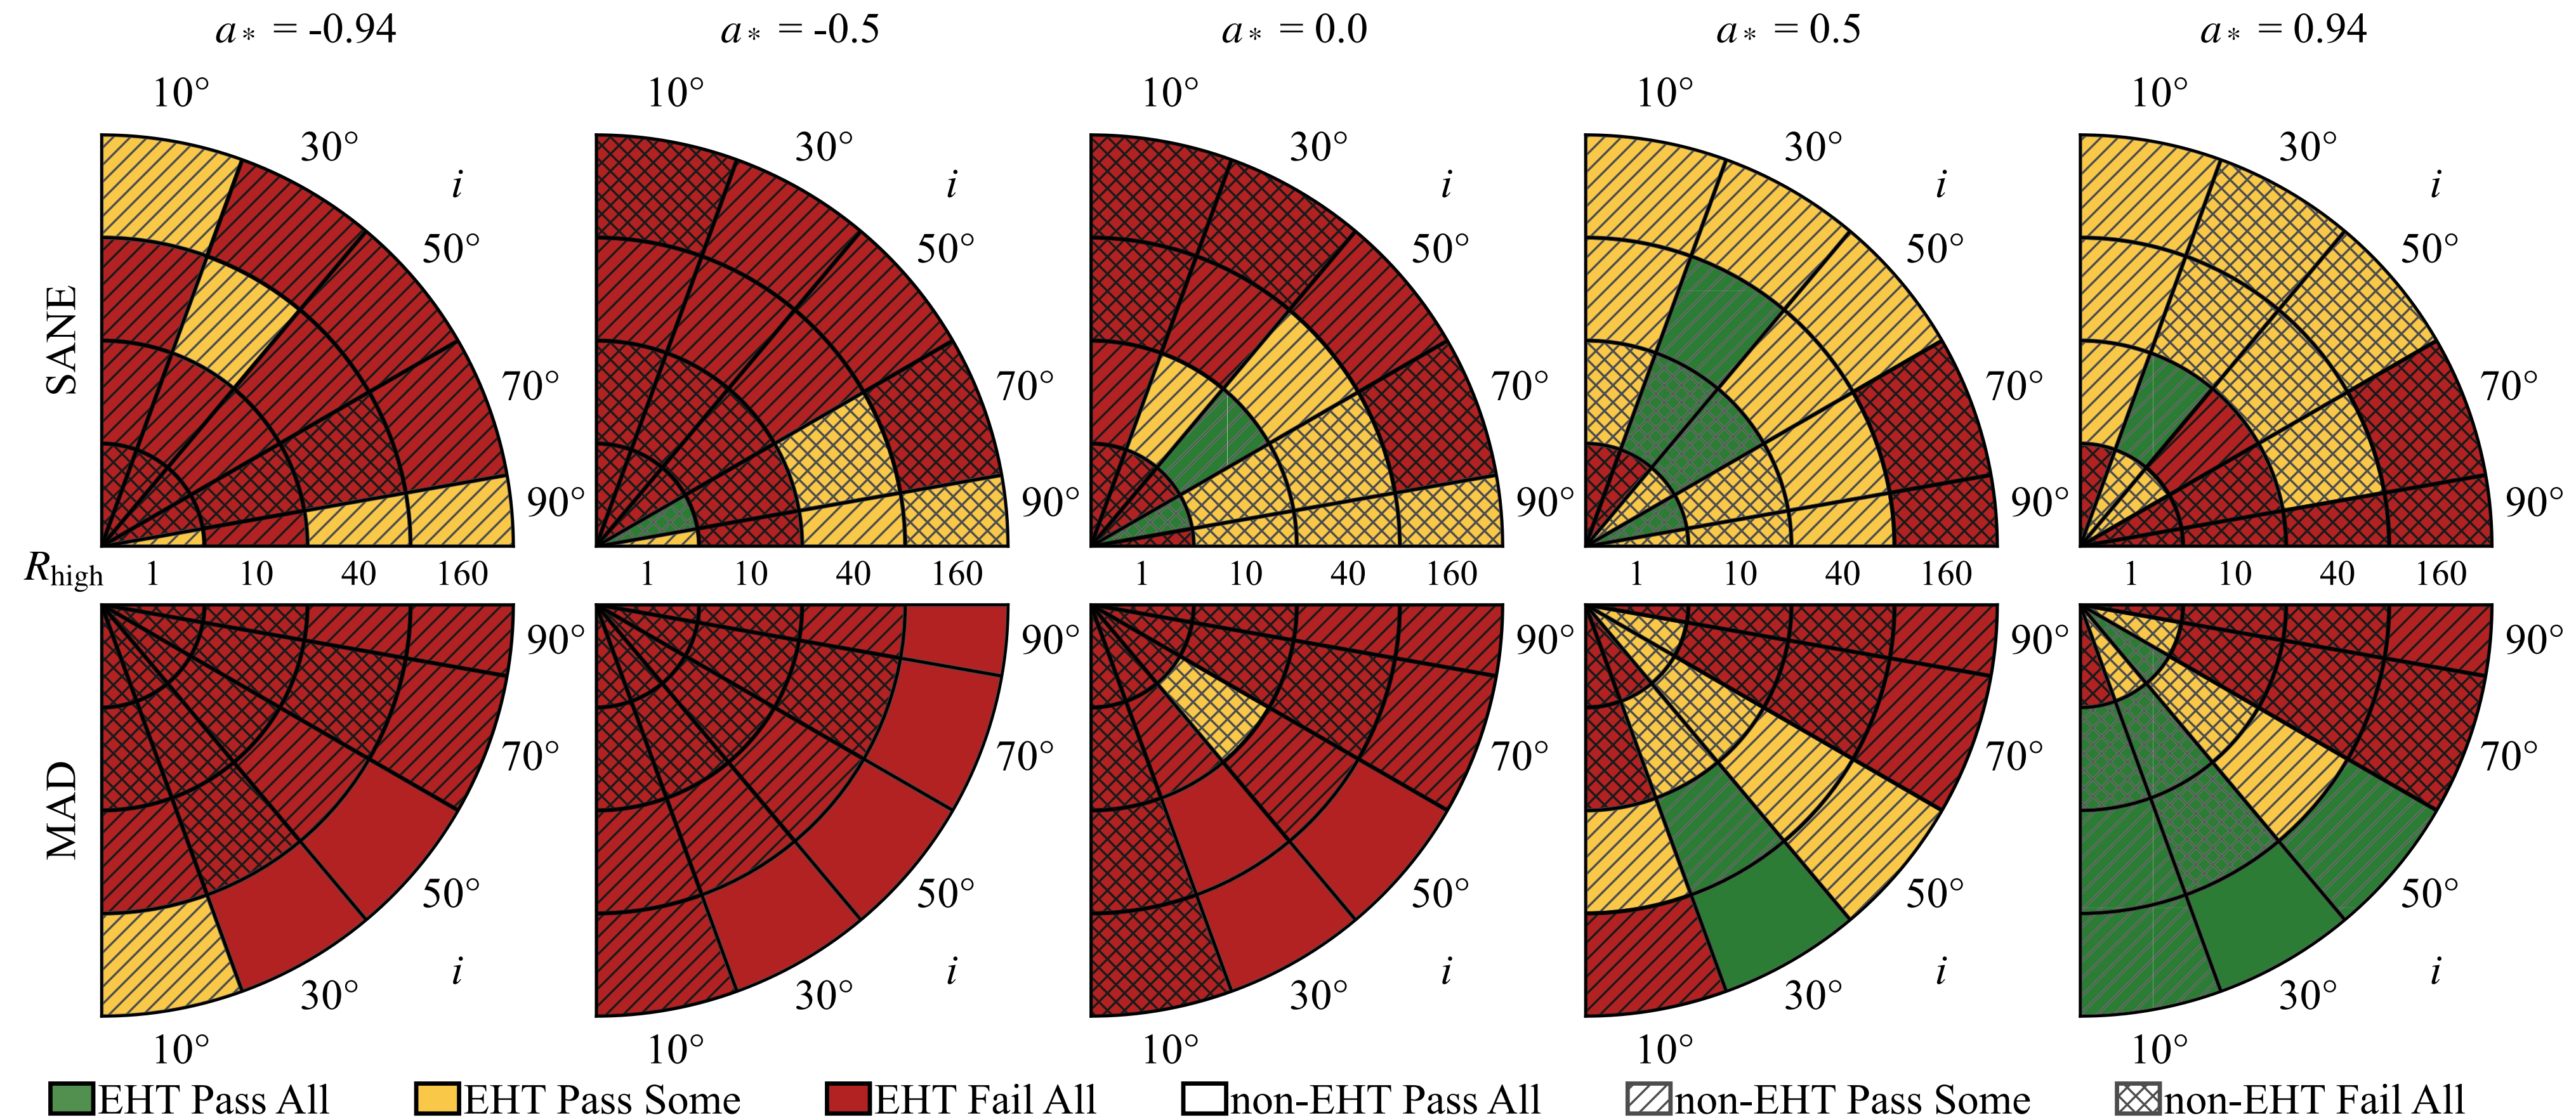 a* = -0.94 a* = -0.5 a* = 0.0 a* = 0.5 a* = 0.94
10° 10° 10° 10° 10°
30° 30° 30° 30° 30°
i i i i i
50° 50° 50° 50° 50°
SANE
70° 70° 70° 70° 70°
90° 90° 90° 90° 90°
Rhigh 1 10 40 160 1 10 40 160 1 10 40 160 1 10 40 160 1 10 40 160
90° 90° 90° 90° 90°
70° 70° 70° 70° 70°
MAD
50° 50° 50° 50° 50°
i i i i i
30° 30° 30° 30° 30°
10° 10° 10° 10° 10°
EHT Pass All EHT Pass Some EHT Fail All non-EHT Pass All non-EHT Pass Some non-EHT Fail All